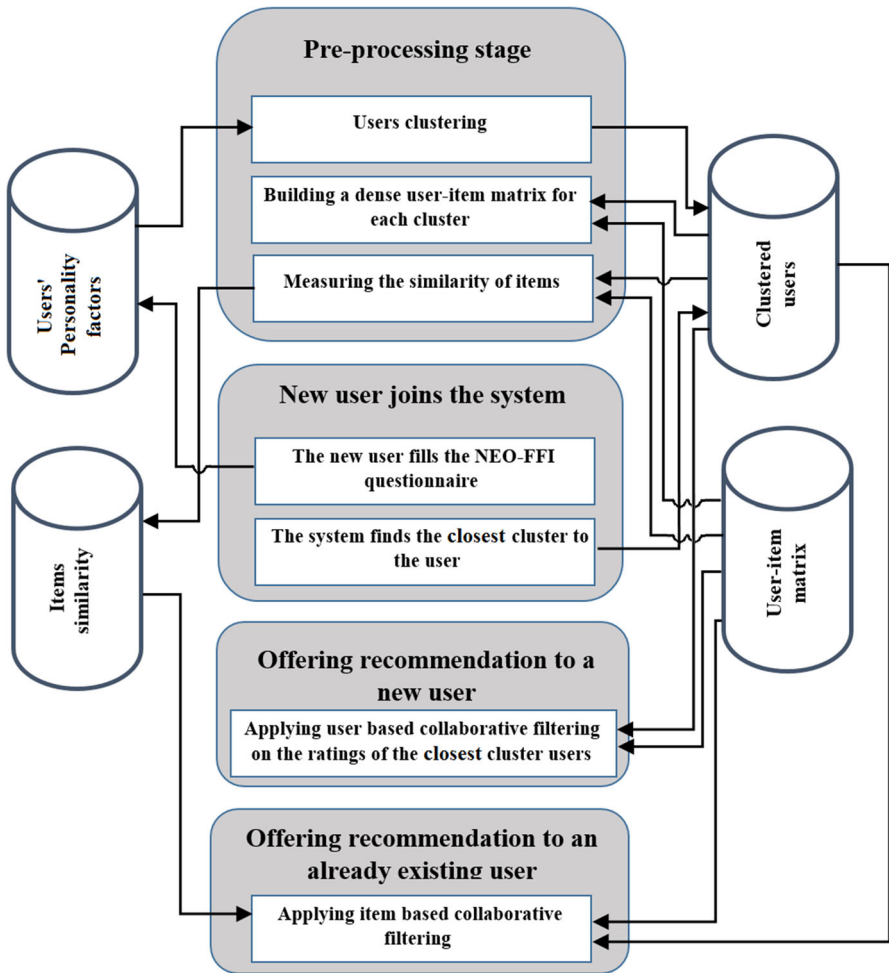 Pre-processing stage
Users clustering
Building a dense user-item matrix for
each cluster
Measuring the similarity of items
Users'
Personality
factors
Clustered
users
New user joins the system
The new user fills the NEO-FFI
questionnaire
The system finds the closest cluster to
the user
Items
similarity
User-item
matrix
Offering recommendation to a
new user
Applying user based collaborative filtering
on the ratings of the closest cluster users
Offering recommendation to an
already existing user
Applying item based collaborative
filtering